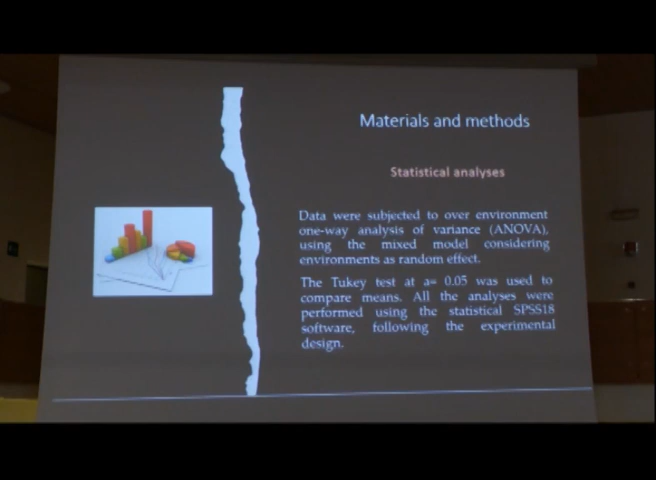 Materials and methods
Statistical analyses
Data were subjected to over environment
one-way analysis of variance (ANOVA),
using the mixed model considering
environments as random effect.
The Tukey test at a= 0.05 was used to
compare means. All the analyses were
performed using the statistical SPSS18
software, following the experimental
design.